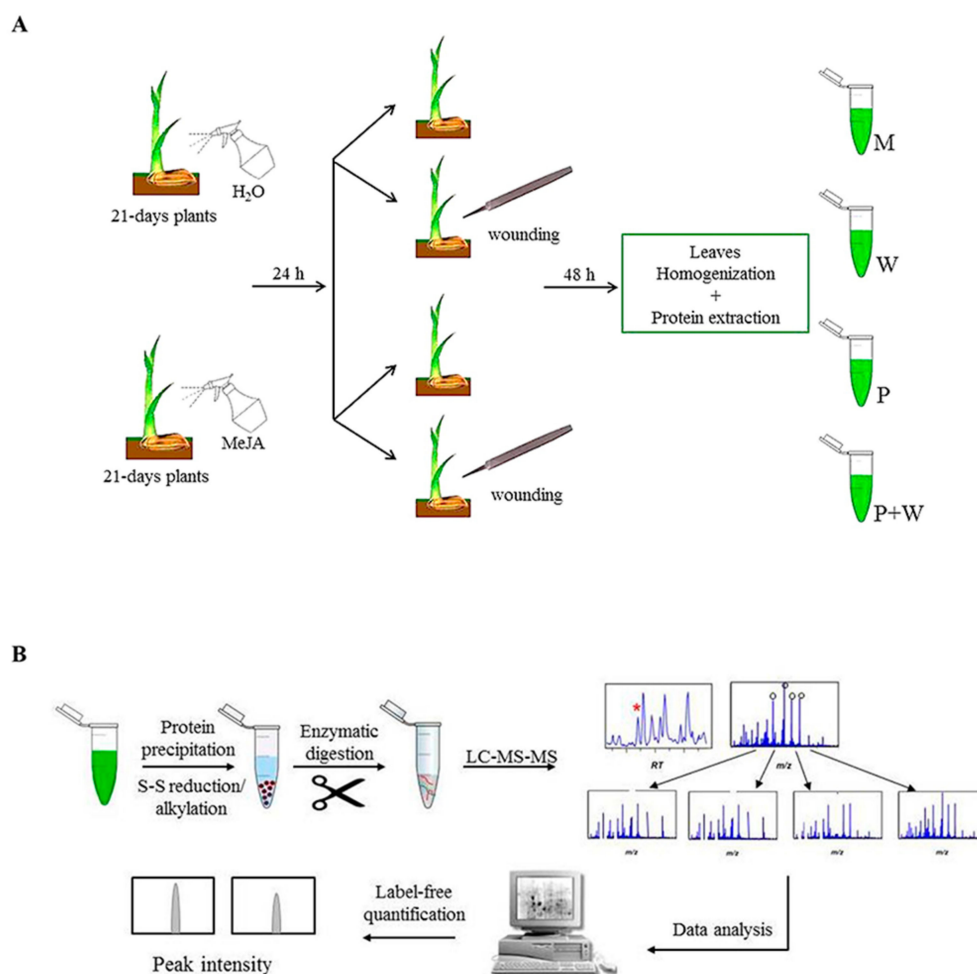 A
H₂O
21-days plants
M
wounding
W
24 h
48 h
Leaves
Homogenization
+
Protein extraction
P
MeJA
21-days plants
wounding
P+W
B
Protein
precipitation
S-S reduction/
alkylation
Enzymatic
digestion
LC-MS-MS
*
RT
m/z
m/z
m/z
m/z
m/z
Data analysis
Label-free
quantification
Peak intensity